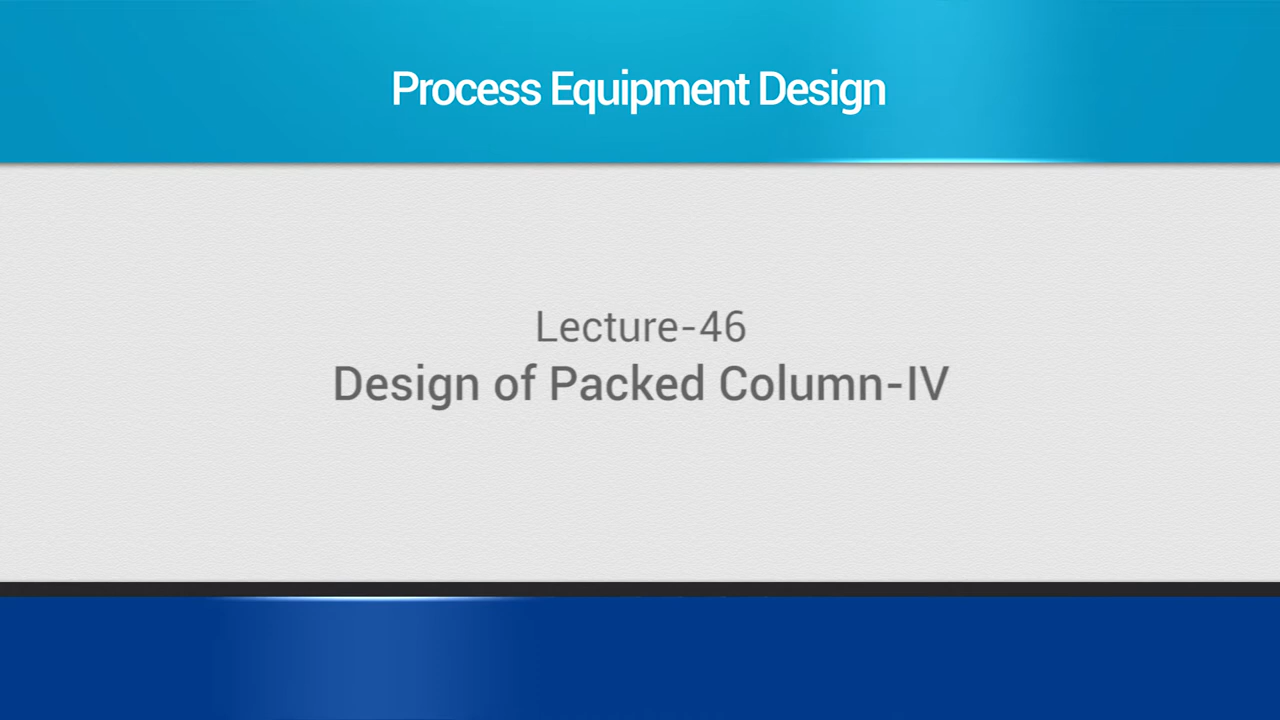 Process Equipment Design
Lecture-46
Design of Packed Column-IV